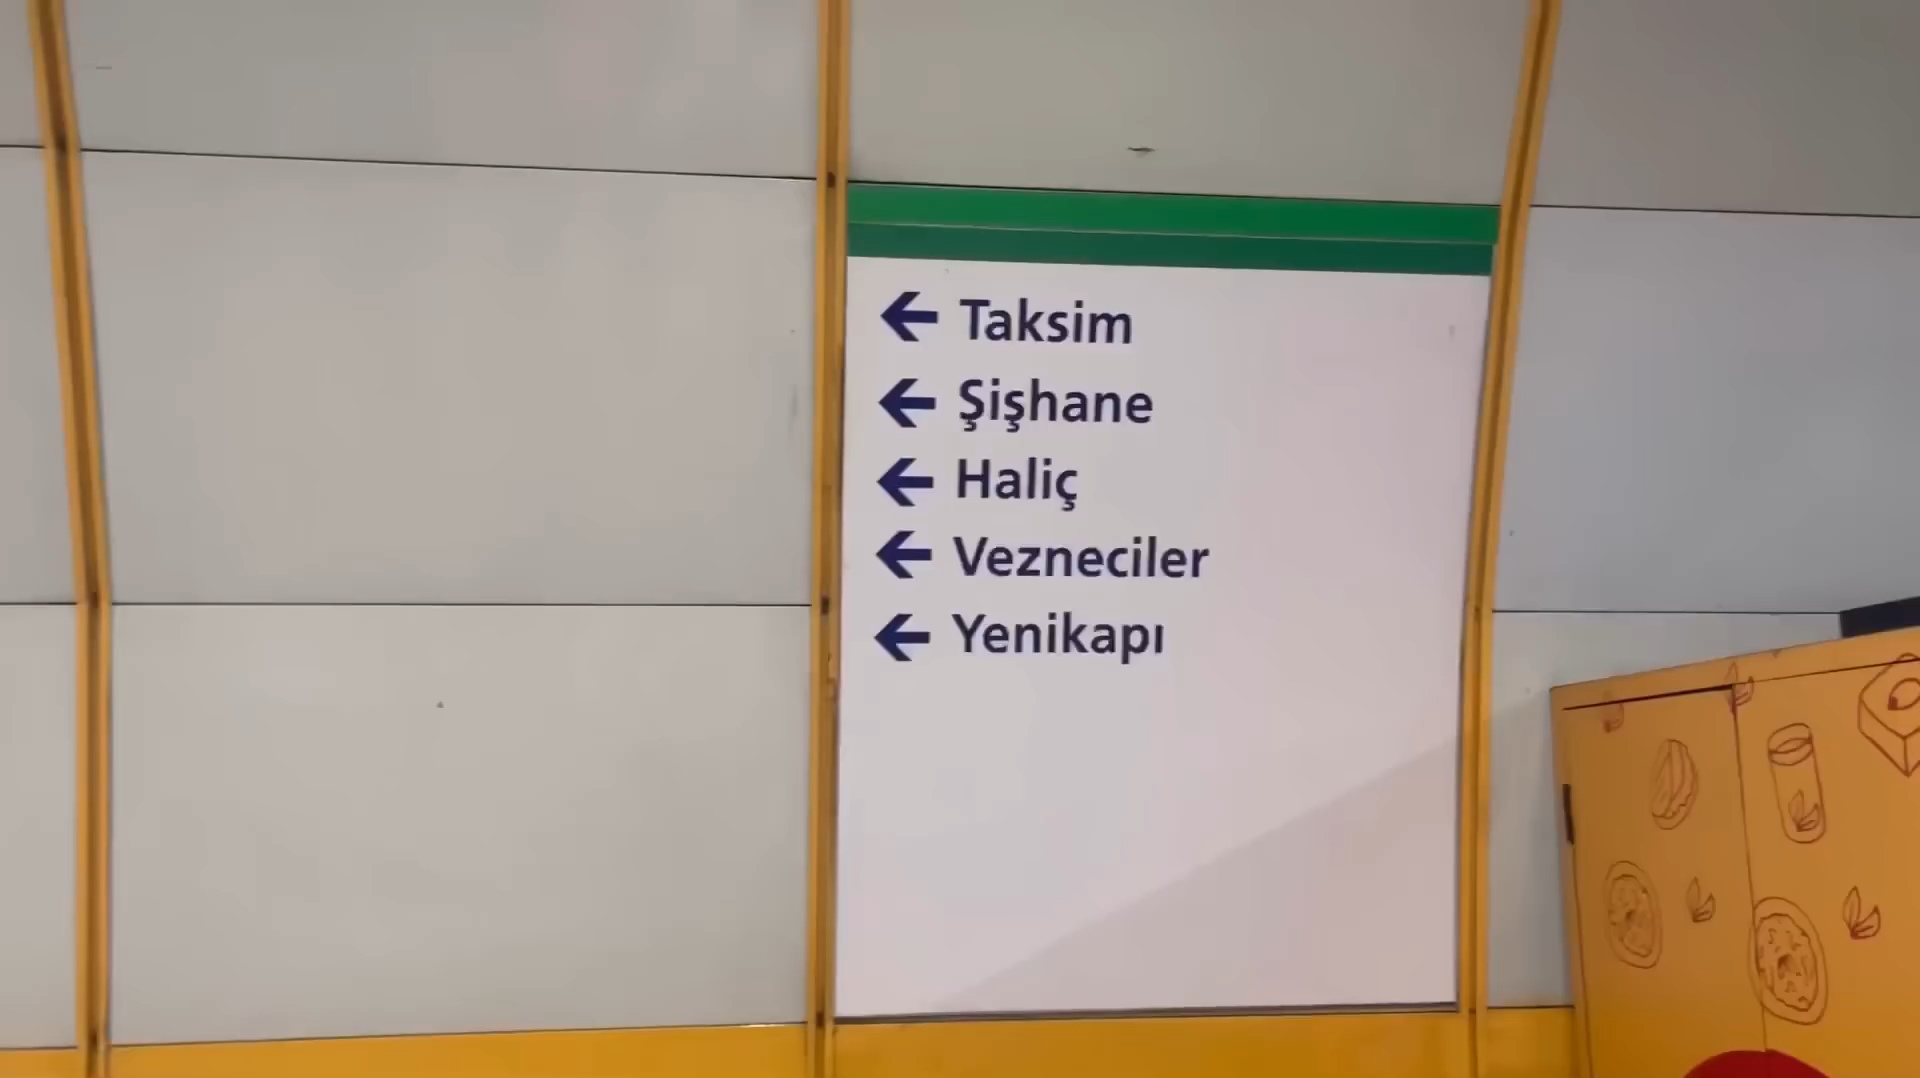 ← Taksim
← Şişhane
← Haliç
← Vezneciler
← Yenikapı